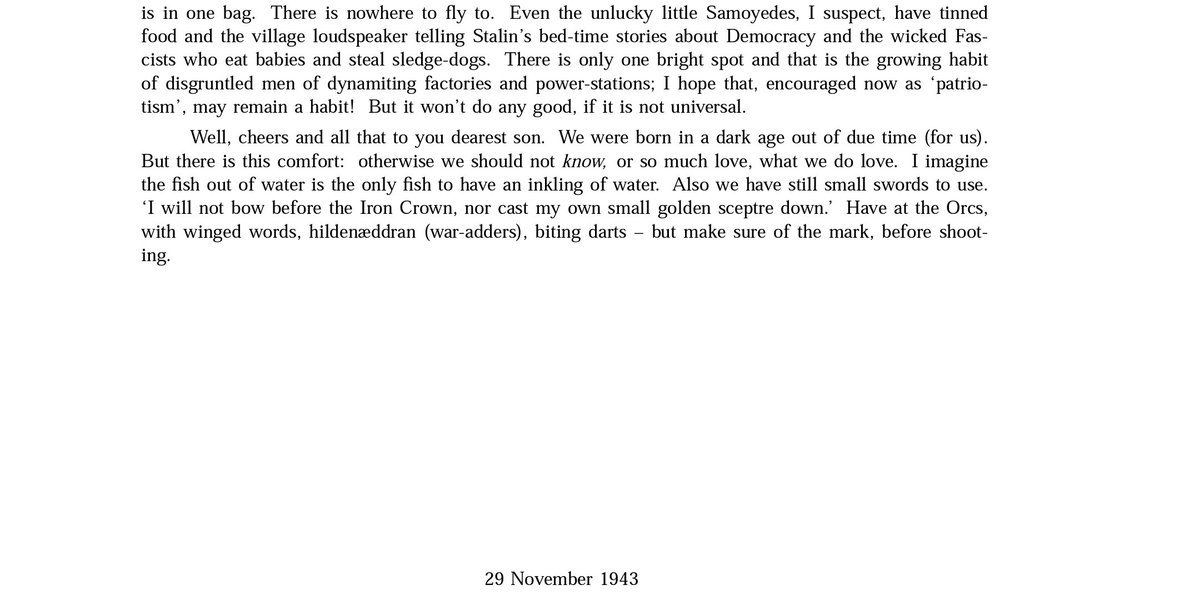 is in one bag. There is nowhere to fly to. Even the unlucky little Samoyedes, I suspect, have tinned
food and the village loudspeaker telling Stalin’s bed-time stories about Democracy and the wicked Fas-
cists who eat babies and steal sledge-dogs. There is only one bright spot and that is the growing habit
of disgruntled men of dynamiting factories and power-stations; I hope that, encouraged now as ‘patrio-
tism’, may remain a habit! But it won’t do any good, if it is not universal.
Well, cheers and all that to you dearest son. We were born in a dark age out of due time (for us).
But there is this comfort: otherwise we should not know, or so much love, what we do love. I imagine
the fish out of water is the only fish to have an inkling of water. Also we have still small swords to use.
‘I will not bow before the Iron Crown, nor cast my own small golden sceptre down.’ Have at the Orcs,
with winged words, hildenæddran (war-adders), biting darts – but make sure of the mark, before shoot-
ing.
29 November 1943